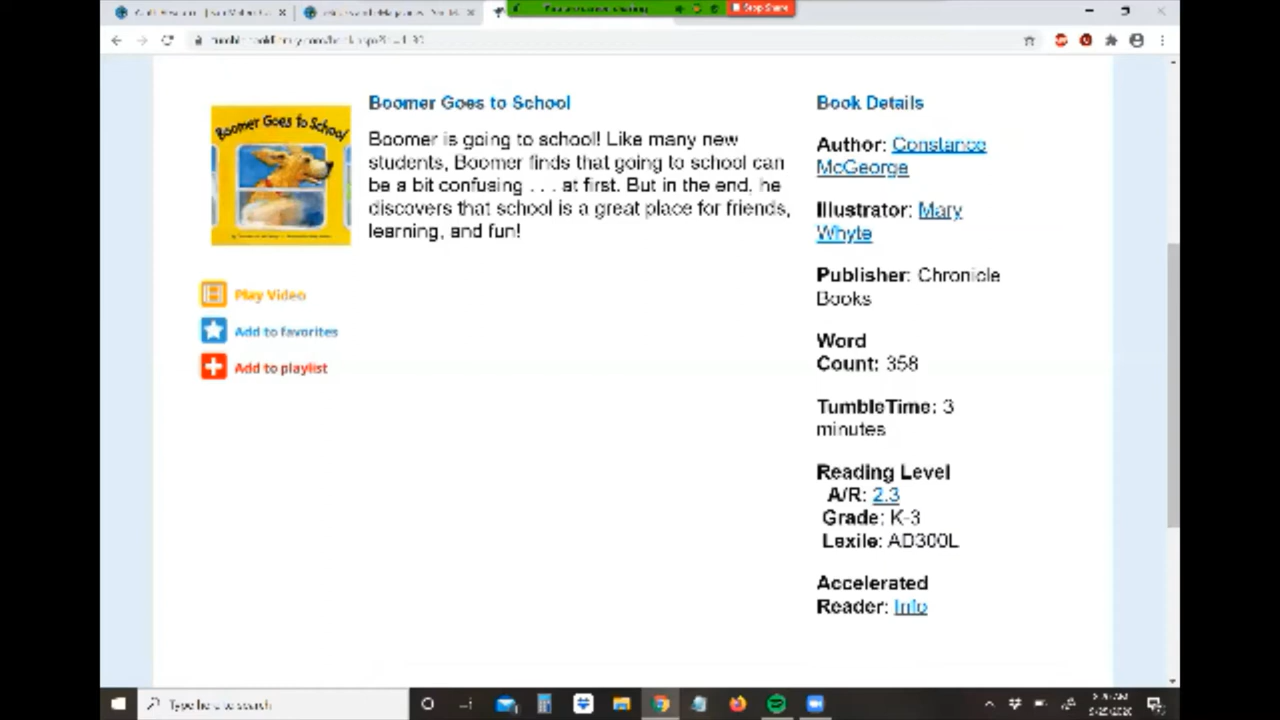 Stop Share
Boomer Goes to School
Boomer Goes to School
Boomer is going to school! Like many new
students, Boomer finds that going to school can
be a bit confusing . . . at first. But in the end, he
discovers that school is a great place for friends,
learning, and fun!
Play Video
Add to favorites
Add to playlist
Book Details
Author: Constance
McGeorge
Illustrator: Mary
Whyte
Publisher: Chronicle
Books
Word
Count: 358
TumbleTime: 3
minutes
Reading Level
A/R: 2.3
Grade: K-3
Lexile: AD300L
Accelerated
Reader: Info
Type here to search